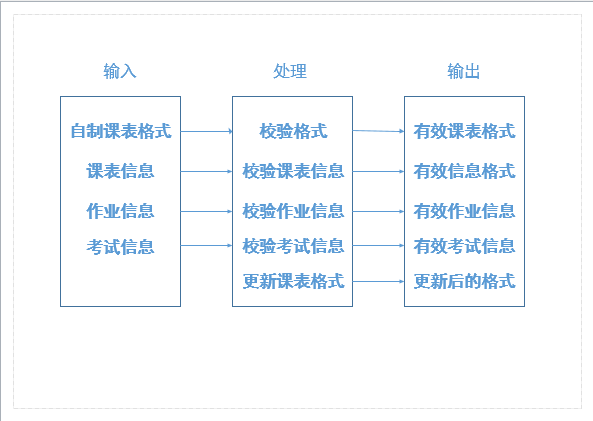 输入 处理 输出
自制课表格式 校验格式 有效课表格式
课表信息 校验课表信息 有效信息格式
作业信息 校验作业信息 有效作业信息
考试信息 校验考试信息 有效考试信息
更新课表格式 更新后的格式